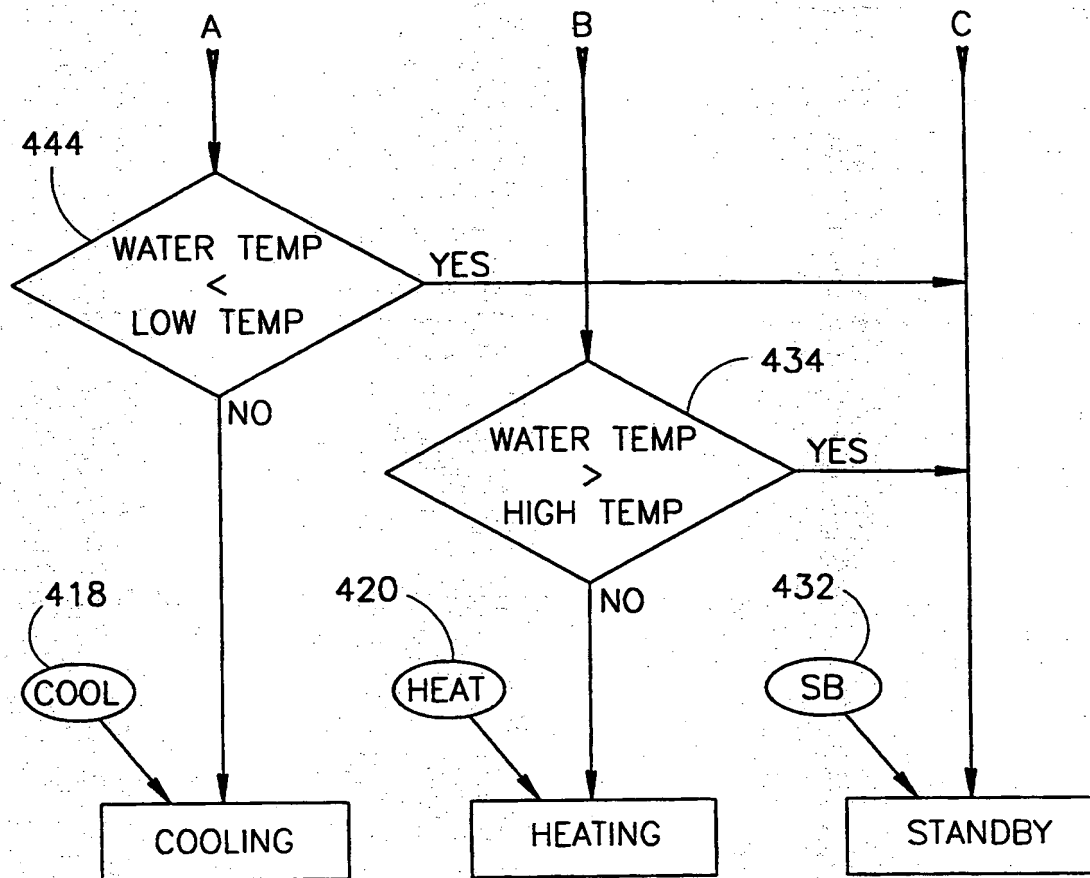 A
B
C
444
WATER TEMP
<
LOW TEMP
YES
NO
434
WATER TEMP
>
HIGH TEMP
YES
NO
418
COOL
420
HEAT
432
SB
COOLING
HEATING
STANDBY